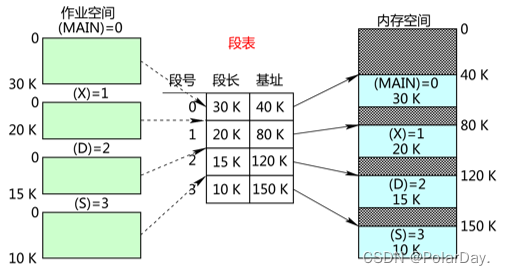 作业空间
(MAIN)=0
0
30 K
(X)=1
0
20 K
(D)=2
0
15 K
(S)=3
0
10 K
段表
段号 段长 基址
0 30 K 40 K
1 20 K 80 K
2 15 K 120 K
3 10 K 150 K
内存空间
0
40 K
(MAIN)=0
30 K
80 K
(X)=1
20 K
120 K
(D)=2
15 K
150 K
(S)=3
10 K
CSDN @PolarDay.